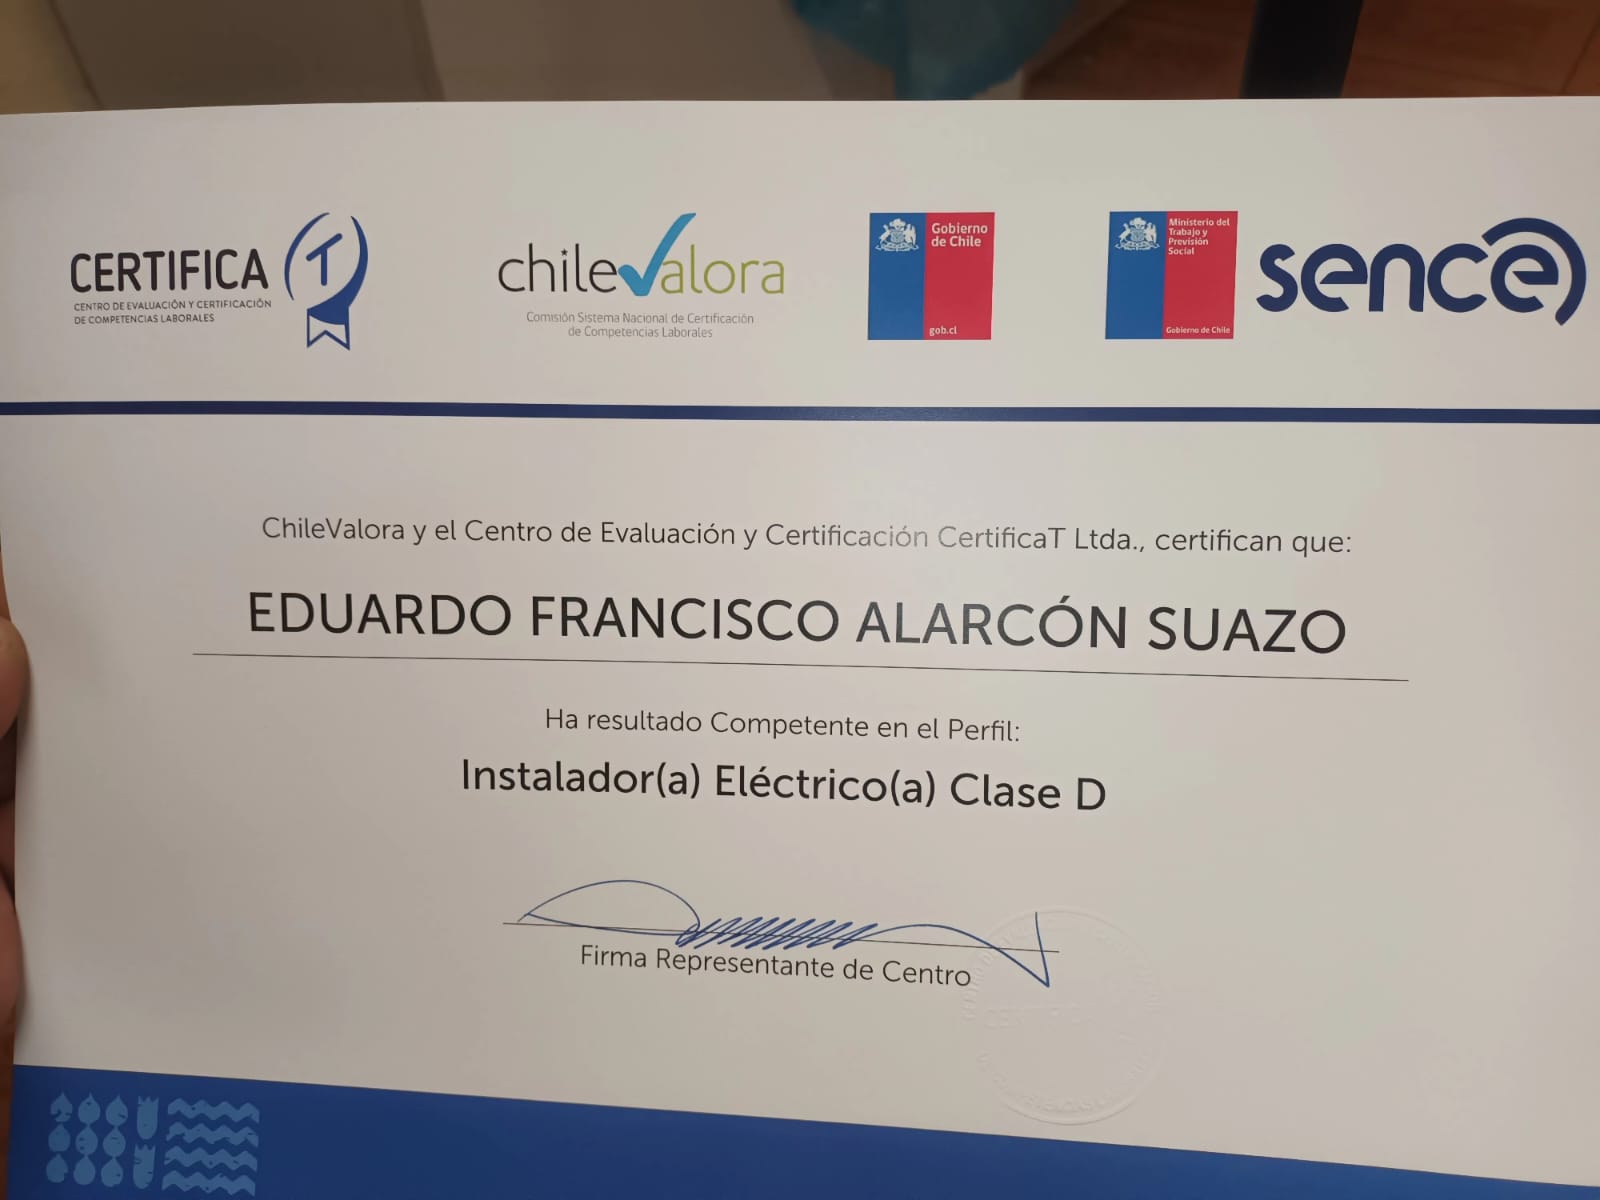 CERTIFICA T
CENTRO DE EVALUACIÓN Y CERTIFICACIÓN
DE COMPETENCIAS LABORALES
chilevalora
Comisión Sistema Nacional de Certificación
de Competencias Laborales
Gobierno
de Chile
gob.cl
Ministerio del
Trabajo y
Previsión
Social
Gobierno de Chile
sence
ChileValora y el Centro de Evaluación y Certificación CertificaT Ltda., certifican que:
EDUARDO FRANCISCO ALARCÓN SUAZO
Ha resultado Competente en el Perfil:
Instalador(a) Eléctrico(a) Clase D
Firma Representante de Centro